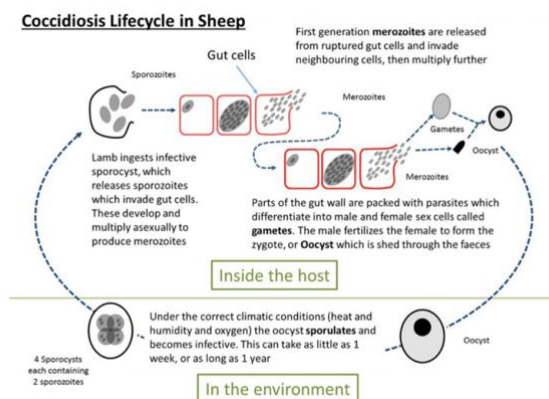 Coccidiosis Lifecycle in Sheep
First generation merozoites are released
from ruptured gut cells and invade
neighbouring cells, then multiply further
Gut cells
Sporozoites
Merozoites
Gametes
Oocyst
Merozoites
Lamb ingests infective
sporocyst, which
releases sporozoites
which invade gut cells.
These develop and
multiply asexually to
produce merozoites
Parts of the gut wall are packed with parasites which
differentiate into male and female sex cells called
gametes. The male fertilizes the female to form the
zygote, or Oocyst which is shed through the faeces
Inside the host
Under the correct climatic conditions (heat and
humidity and oxygen) the oocyst sporulates and
becomes infective. This can take as little as 1
week, or as long as 1 year
Oocyst
4 Sporocysts
each containing
2 sporozoites
In the environment